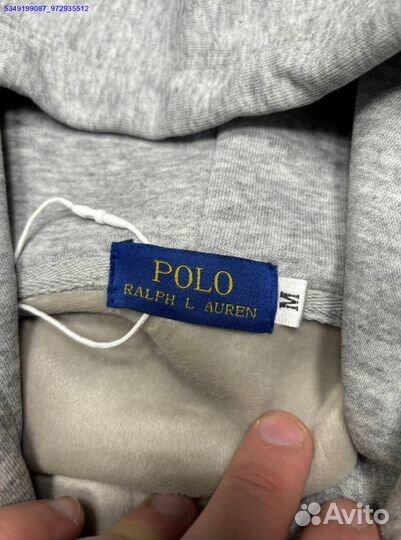 5349199087_972935512
POLO
RALPH L AUREN
M
Avito